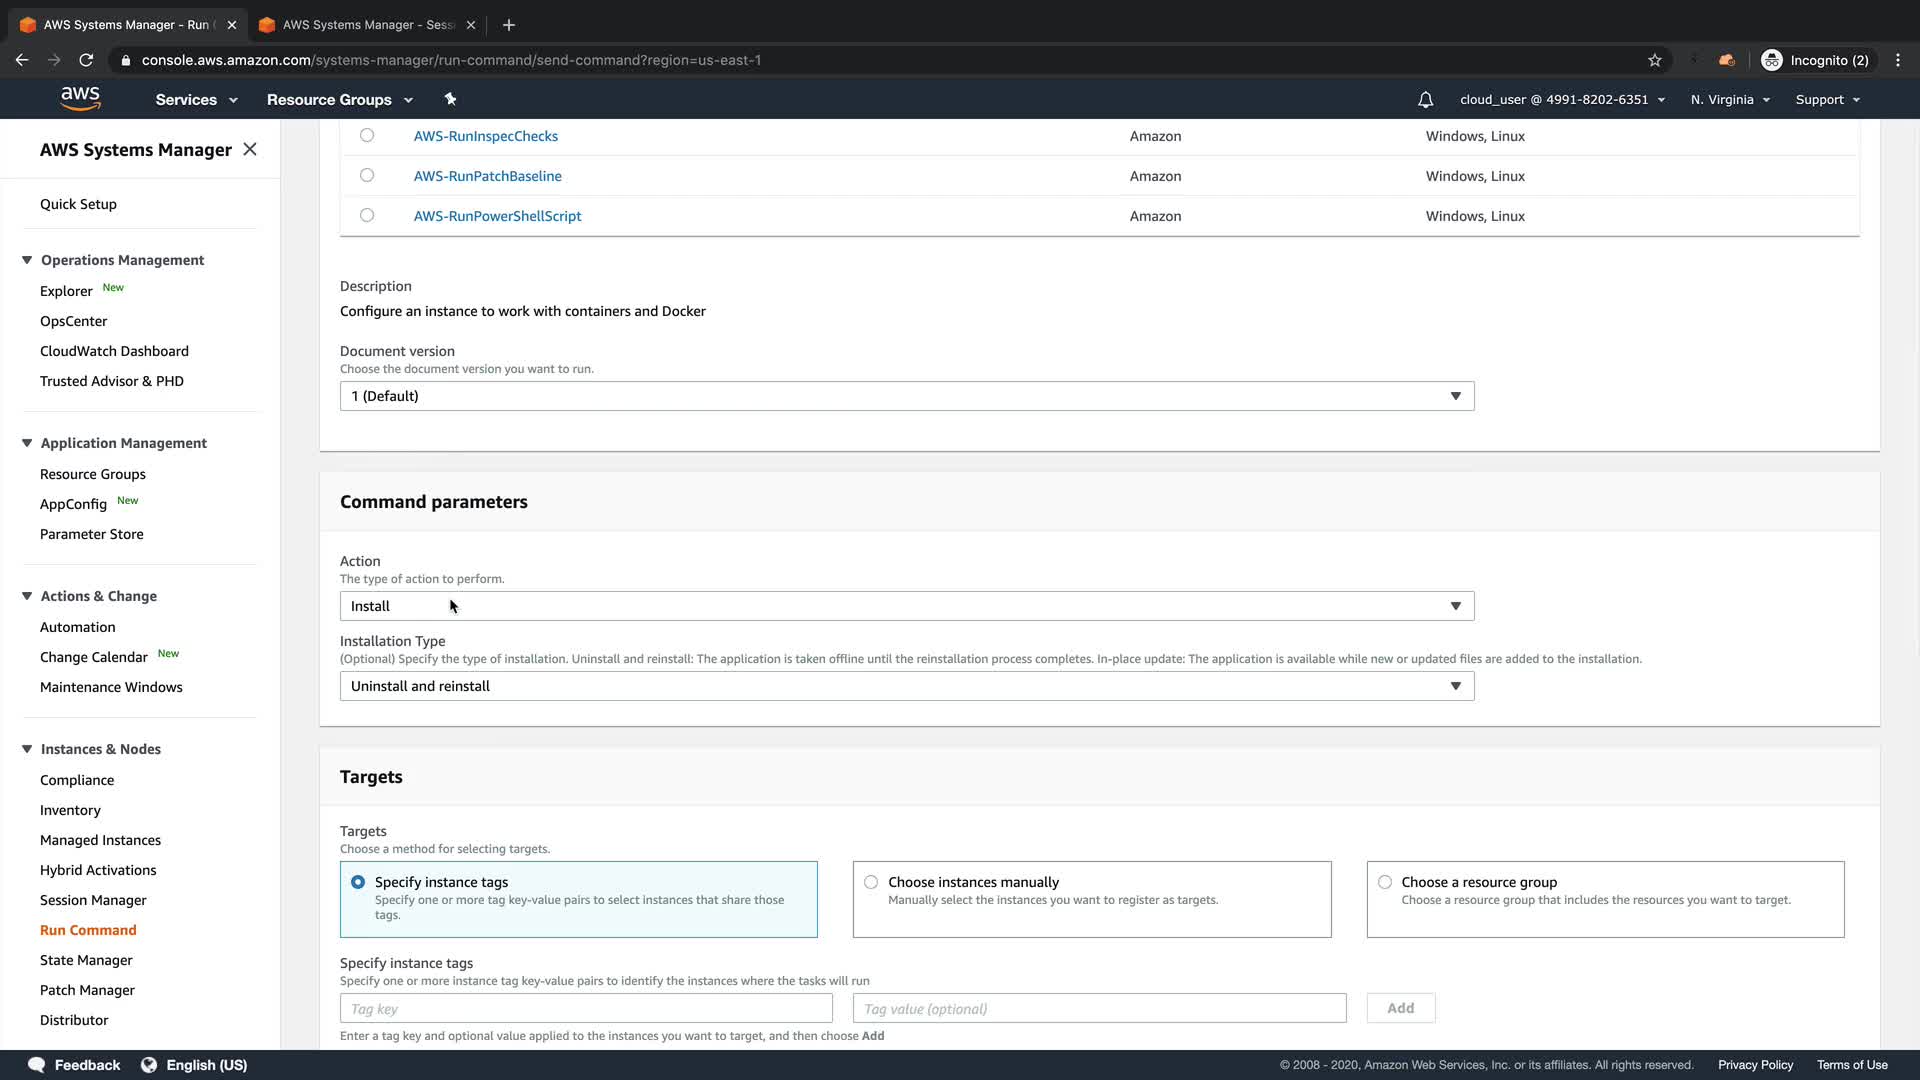 AWS Systems Manager - Run (
AWS Systems Manager - Sess
console.aws.amazon.com/systems-manager/run-command/send-command?region=us-east-1
Incognito (2)
aws
Services
Resource Groups
cloud_user @ 4991-8202-6351
N. Virginia
Support
AWS Systems Manager
Quick Setup
Operations Management
Explorer New
OpsCenter
CloudWatch Dashboard
Trusted Advisor & PHD
Application Management
Resource Groups
AppConfig New
Parameter Store
Actions & Change
Automation
Change Calendar New
Maintenance Windows
Instances & Nodes
Compliance
Inventory
Managed Instances
Hybrid Activations
Session Manager
Run Command
State Manager
Patch Manager
Distributor
AWS-RunInspecChecks Amazon Windows, Linux
AWS-RunPatchBaseline Amazon Windows, Linux
AWS-RunPowerShellScript Amazon Windows, Linux
Description
Configure an instance to work with containers and Docker
Document version
Choose the document version you want to run.
1 (Default)
Command parameters
Action
The type of action to perform.
Install
Installation Type
(Optional) Specify the type of installation. Uninstall and reinstall: The application is taken offline until the reinstallation process completes. In-place update: The application is available while new or updated files are added to the installation.
Uninstall and reinstall
Targets
Targets
Choose a method for selecting targets.
Specify instance tags
Specify one or more tag key-value pairs to select instances that share those
tags.
Choose instances manually
Manually select the instances you want to register as targets.
Choose a resource group
Choose a resource group that includes the resources you want to target.
Specify instance tags
Specify one or more instance tag key-value pairs to identify the instances where the tasks will run
Tag key
Tag value (optional)
Add
Enter a tag key and optional value applied to the instances you want to target, and then choose Add
Feedback
English (US)
© 2008 - 2020, Amazon Web Services, Inc. or its affiliates. All rights reserved.
Privacy Policy
Terms of Use